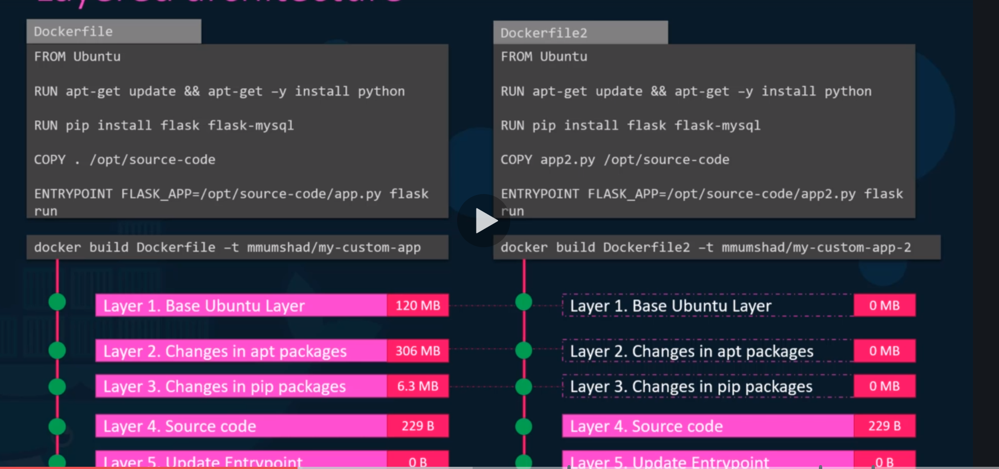 Layered architecture
Dockerfile
FROM Ubuntu
RUN apt-get update && apt-get –y install python
RUN pip install flask flask-mysql
COPY . /opt/source-code
ENTRYPOINT FLASK_APP=/opt/source-code/app.py flask
run
docker build Dockerfile –t mmumshad/my-custom-app
Layer 1. Base Ubuntu Layer 120 MB
Layer 2. Changes in apt packages 306 MB
Layer 3. Changes in pip packages 6.3 MB
Layer 4. Source code 229 B
Layer 5. Update Entrypoint 0 B
Dockerfile2
FROM Ubuntu
RUN apt-get update && apt-get –y install python
RUN pip install flask flask-mysql
COPY app2.py /opt/source-code
ENTRYPOINT FLASK_APP=/opt/source-code/app2.py flask
run
docker build Dockerfile2 –t mmumshad/my-custom-app-2
Layer 1. Base Ubuntu Layer 0 MB
Layer 2. Changes in apt packages 0 MB
Layer 3. Changes in pip packages 0 MB
Layer 4. Source code 229 B
Layer 5. Update Entrypoint 0 B